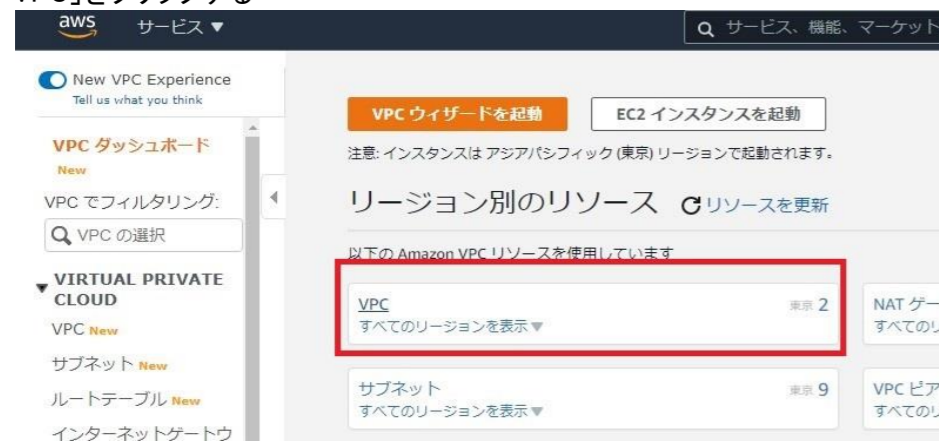 VPC」をクリックする
aws サービス ▼ サービス、機能、マーケット
New VPC Experience
Tell us what you think
VPC ウィザードを起動 EC2 インスタンスを起動
VPC ダッシュボード
New
注意: インスタンスは アジアパシフィック (東京) リージョンで起動されます。
VPC でフィルタリング:
リージョン別のリソース リソースを更新
VPC の選択
以下の Amazon VPC リソースを使用しています
VIRTUAL PRIVATE
CLOUD
VPC 東京 2 NAT ゲー
すべてのリージョンを表示▼ すべてのリ
VPC New
サブネット New
サブネット 東京 9 VPC ピア
ルートテーブル New
すべてのリージョンを表示▼ すべてのリ
インターネットゲートウ